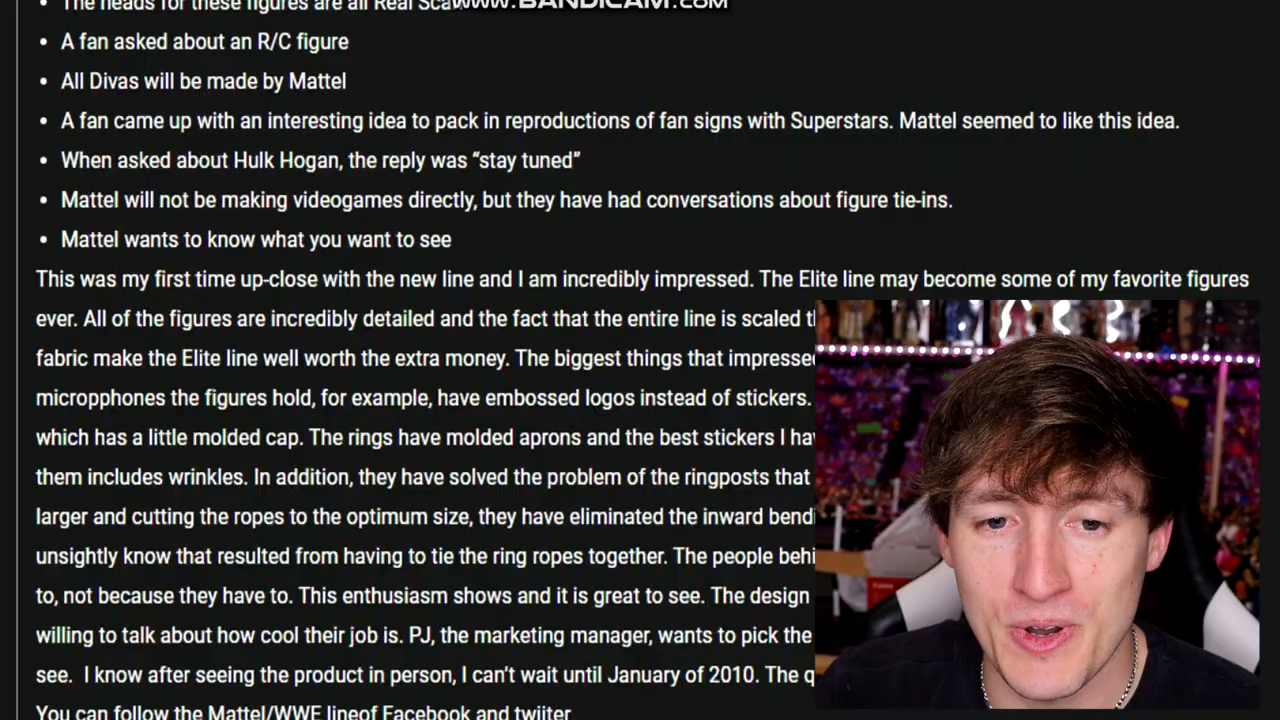 www.BANDICAM.com
The heads for these figures are all Real Sca
A fan asked about an R/C figure
All Divas will be made by Mattel
A fan came up with an interesting idea to pack in reproductions of fan signs with Superstars. Mattel seemed to like this idea.
When asked about Hulk Hogan, the reply was “stay tuned”
Mattel will not be making videogames directly, but they have had conversations about figure tie-ins.
Mattel wants to know what you want to see
This was my first time up-close with the new line and I am incredibly impressed. The Elite line may become some of my favorite figures
ever. All of the figures are incredibly detailed and the fact that the entire line is scaled
fabric make the Elite line well worth the extra money. The biggest things that impresse
micropphones the figures hold, for example, have embossed logos instead of stickers.
which has a little molded cap. The rings have molded aprons and the best stickers I ha
them includes wrinkles. In addition, they have solved the problem of the ringposts that
larger and cutting the ropes to the optimum size, they have eliminated the inward bend
unsightly know that resulted from having to tie the ring ropes together. The people behi
to, not because they have to. This enthusiasm shows and it is great to see. The design
willing to talk about how cool their job is. PJ, the marketing manager, wants to pick the
see. I know after seeing the product in person, I can’t wait until January of 2010. The q
You can follow the Mattel/WWE lineof Facebook and twiiter